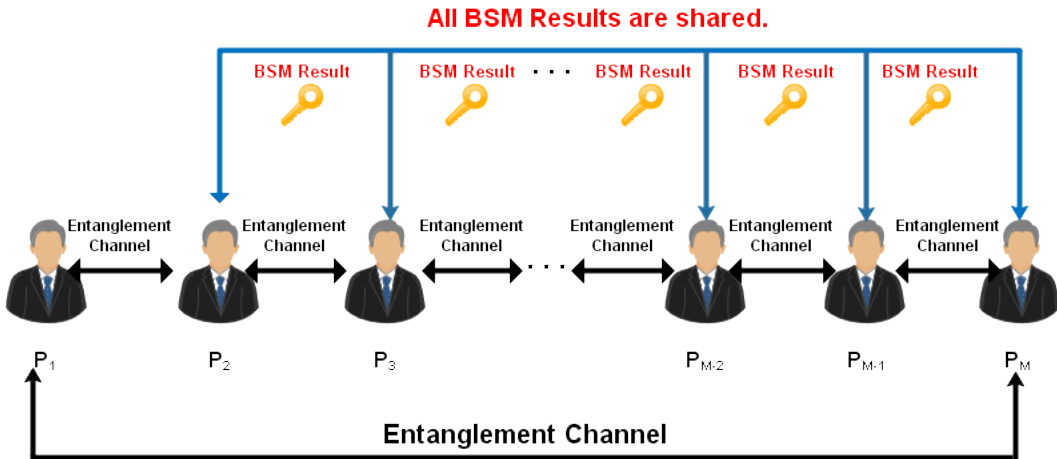 All BSM Results are shared.
BSM Result BSM Result · · · BSM Result BSM Result BSM Result
Entanglement Channel
Entanglement Channel
Entanglement Channel
· · ·
Entanglement Channel
Entanglement Channel
Entanglement Channel
P1 P2 P3 PM-2 PM-1 PM
Entanglement Channel